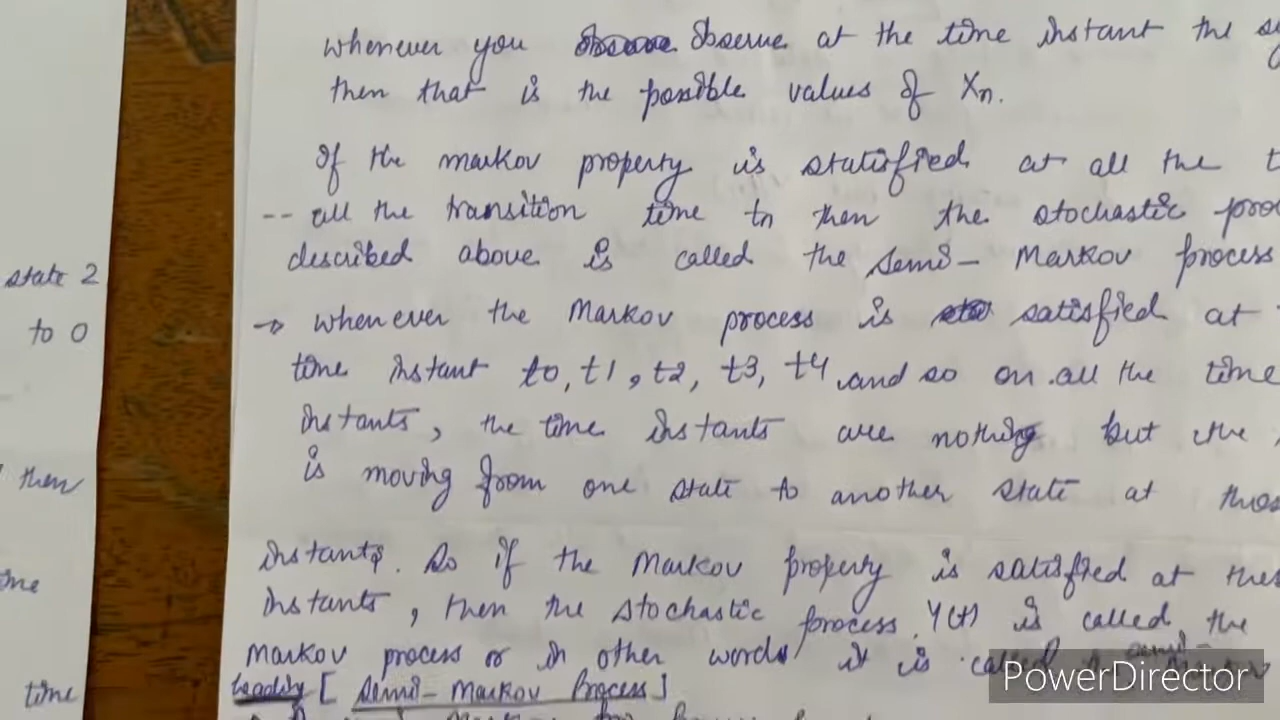 whenever you observe at the time instant the
then that is the possible values of Xn.
If the markov property is statisfied at all the
-- all the transition time tn then the stochastic
described above is called the semi- Markov process
→ whenever the Markov process is satisfied at
time instant to, t1, t2, t3, t4 and so on all the time
instants, the time instants are nothing but the
is moving from one state to another state at
instants. So if the Markov property is satisfied at
instants, then the stochastic process Y(t) is called the
Markov process or in other words it is called
heading [semi-Markov Process]
state 2
to 0
then
time
PowerDirector